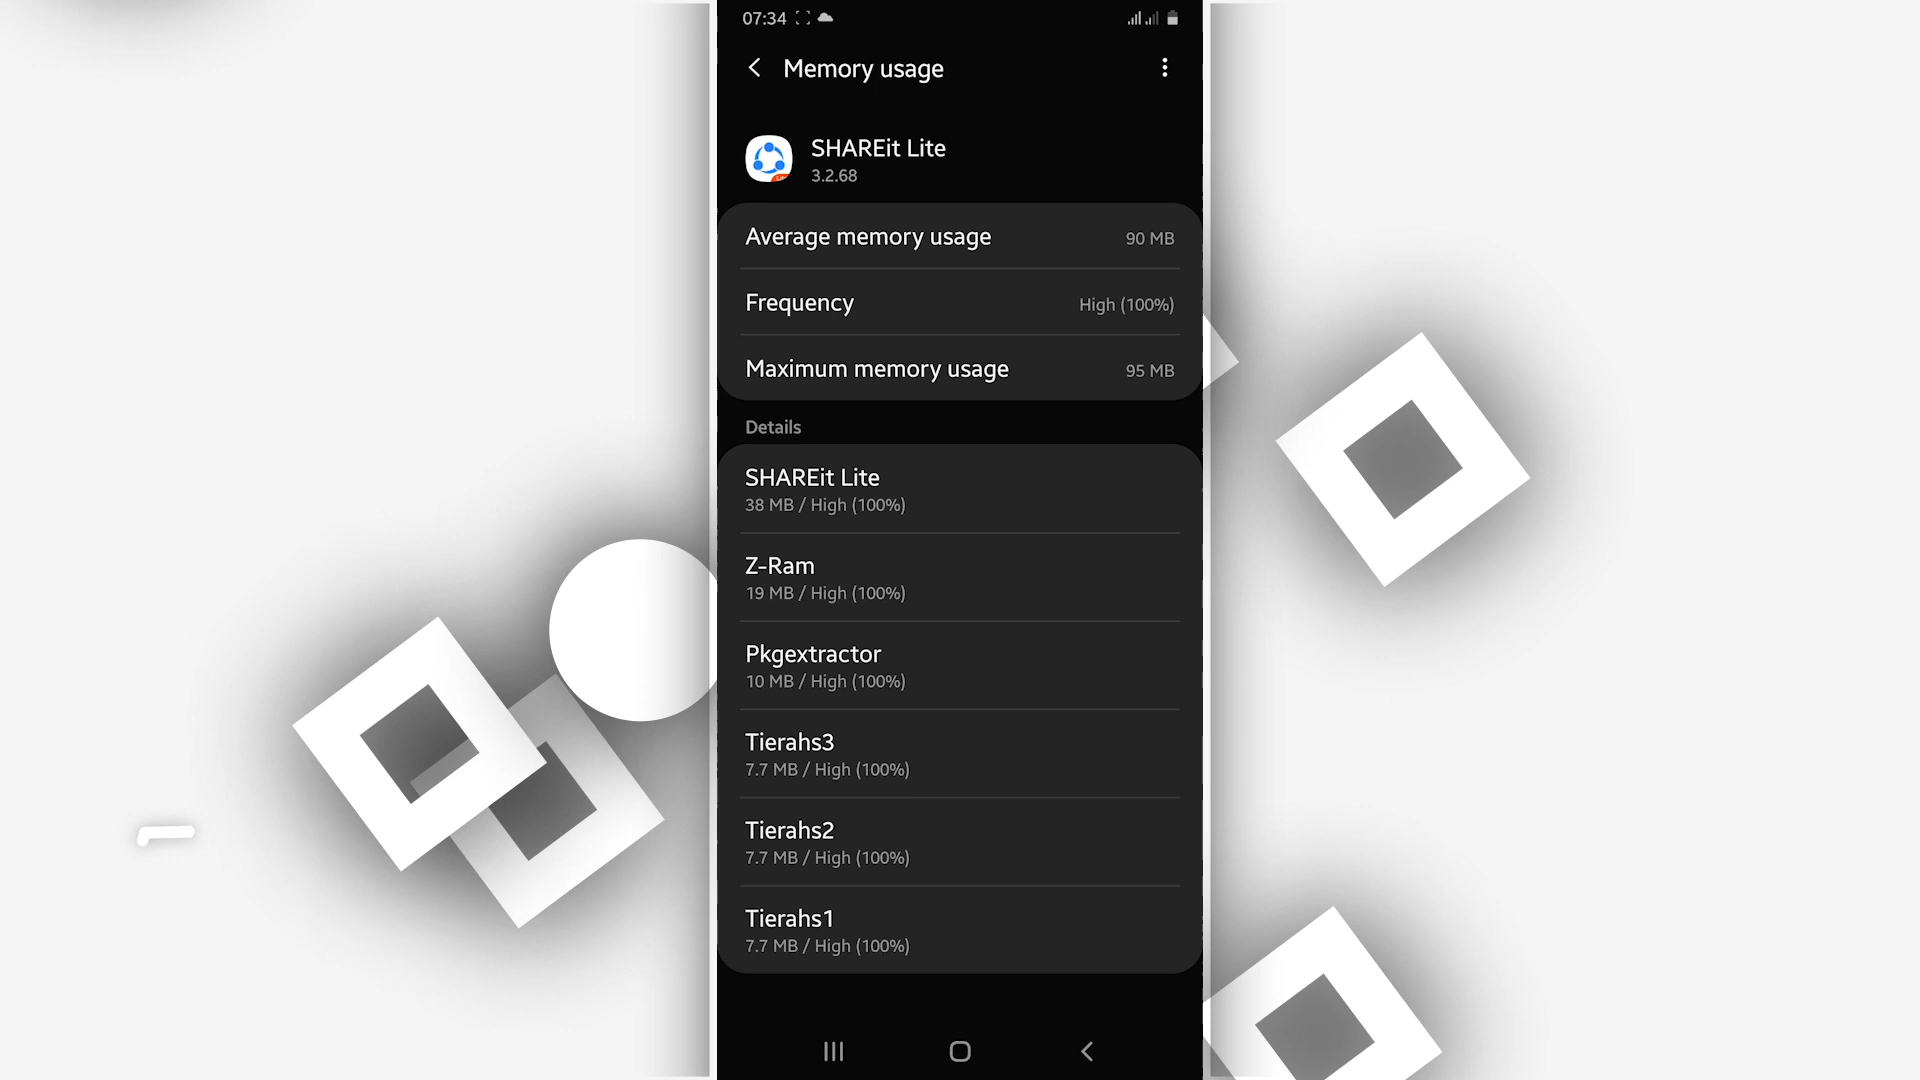 07:34
Memory usage
SHAREit Lite
3.2.68
Average memory usage 90 MB
Frequency High (100%)
Maximum memory usage 95 MB
Details
SHAREit Lite
38 MB / High (100%)
Z-Ram
19 MB / High (100%)
Pkgextractor
10 MB / High (100%)
Tierahs3
7.7 MB / High (100%)
Tierahs2
7.7 MB / High (100%)
Tierahs1
7.7 MB / High (100%)